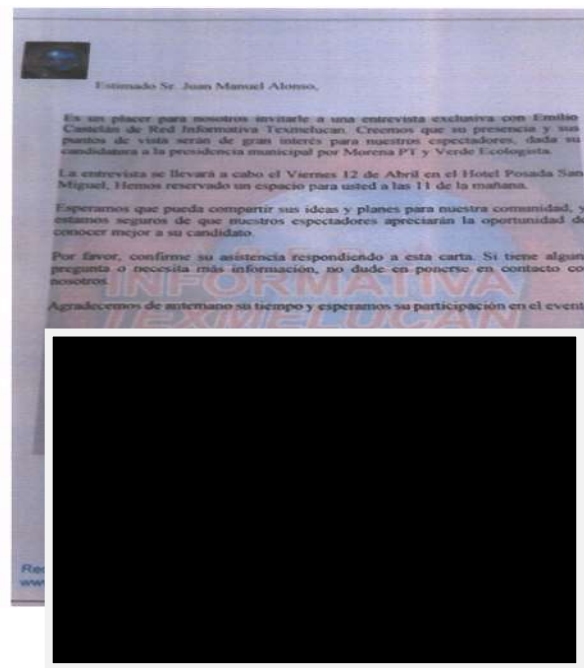 Estimado Sr. Juan Manuel Alonso,
Es un placer para nosotros invitarle a una entrevista exclusiva con Emilio
Castelán de Red Informativa Texmelucan. Creemos que su presencia y sus
puntos de vista serán de gran interés para nuestros espectadores, dada su
candidatura a la presidencia municipal por Morena PT y Verde Ecologista.
La entrevista se llevará a cabo el Viernes 12 de Abril en el Hotel Posada San
Miguel, Hemos reservado un espacio para usted a las 11 de la mañana.
Esperamos que pueda compartir sus ideas y planes para nuestra comunidad, y
estamos seguros de que nuestros espectadores apreciarán la oportunidad de
conocer mejor a su candidato.
Por favor, confirme su asistencia respondiendo a esta carta. Si tiene algun
pregunta o necesita más información, no dude en ponerse en contacto co
nosotros.
INFORMATIVA
Agradecemos de antemano su tiempo y esperamos su participación en el event
TEXMELUCAN
Red
www